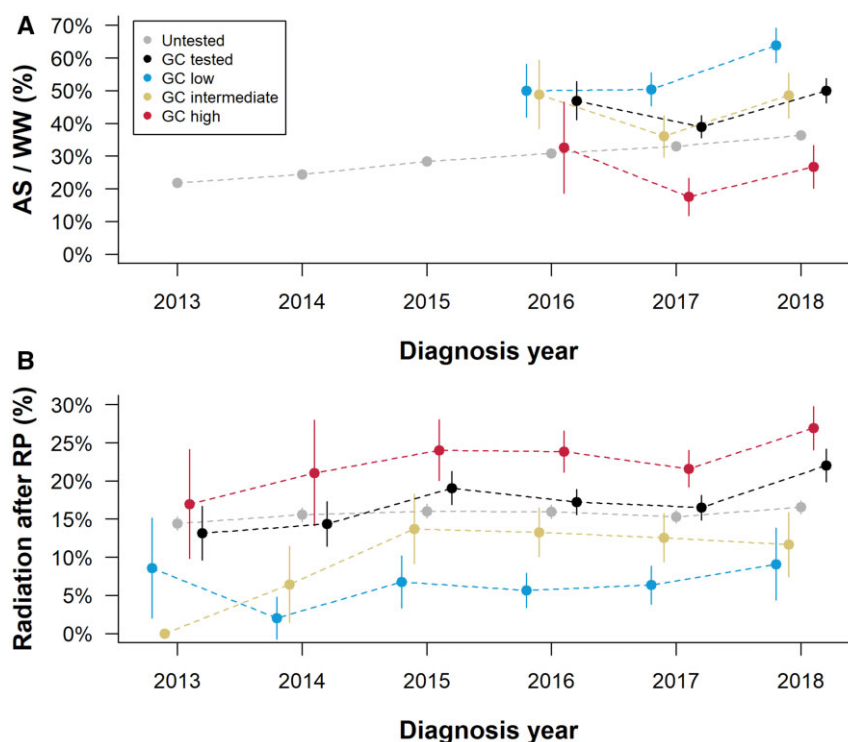 A
AS / WW (%)
70%
60%
50%
40%
30%
20%
10%
0%
Untested
GC tested
GC low
GC intermediate
GC high
2013 2014 2015 2016 2017 2018
Diagnosis year
B
Radiation after RP (%)
30%
25%
20%
15%
10%
5%
0%
2013 2014 2015 2016 2017 2018
Diagnosis year